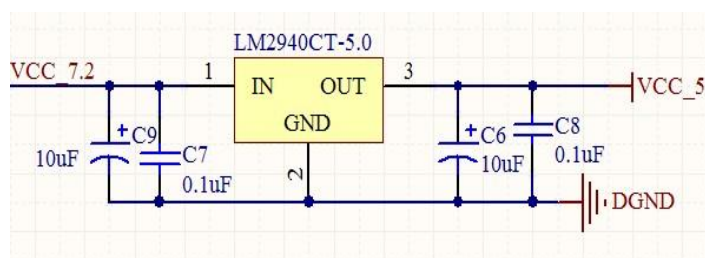 LM2940CT-5.0
VCC_7.2
1
3
VCC_5
IN
OUT
GND
C9
C7
C6
C8
10uF
0.1uF
10uF
0.1uF
2
DGND